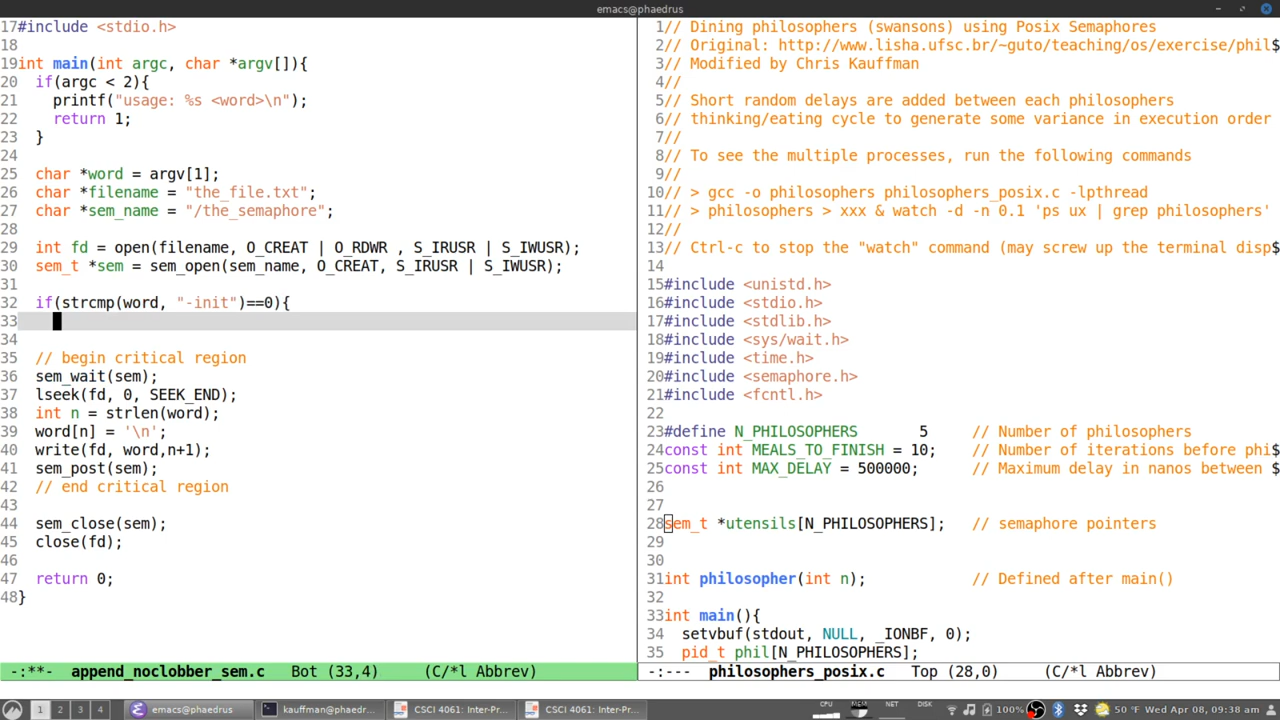 emacs@phaedrus
17#include <stdio.h>
18
19int main(int argc, char *argv[]){
20  if(argc < 2){
21    printf("usage: %s <word>\n");
22    return 1;
23  }
24
25  char *word = argv[1];
26  char *filename = "the_file.txt";
27  char *sem_name = "/the_semaphore";
28
29  int fd = open(filename, O_CREAT | O_RDWR , S_IRUSR | S_IWUSR);
30  sem_t *sem = sem_open(sem_name, O_CREAT, S_IRUSR | S_IWUSR);
31
32  if(strcmp(word, "-init")==0){
33
34
35  // begin critical region
36  sem_wait(sem);
37  lseek(fd, 0, SEEK_END);
38  int n = strlen(word);
39  word[n] = '\n';
40  write(fd, word,n+1);
41  sem_post(sem);
42  // end critical region
43
44  sem_close(sem);
45  close(fd);
46
47  return 0;
48}
-:**-  append_noclobber_sem.c   Bot (33,4)     (C/*l Abbrev)
1// Dining philosophers (swansons) using Posix Semaphores
2// Original: http://www.lisha.ufsc.br/~guto/teaching/os/exercise/phil$
3// Modified by Chris Kauffman
4//
5// Short random delays are added between each philosophers
6// thinking/eating cycle to generate some variance in execution order
7//
8// To see the multiple processes, run the following commands
9//
10// > gcc -o philosophers philosophers_posix.c -lpthread
11// > philosophers > xxx & watch -d -n 0.1 'ps ux | grep philosophers'
12//
13// Ctrl-c to stop the "watch" command (may screw up the terminal disp$
14
15#include <unistd.h>
16#include <stdio.h>
17#include <stdlib.h>
18#include <sys/wait.h>
19#include <time.h>
20#include <semaphore.h>
21#include <fcntl.h>
22
23#define N_PHILOSOPHERS       5     // Number of philosophers
24const int MEALS_TO_FINISH = 10;    // Number of iterations before phi$
25const int MAX_DELAY = 500000;      // Maximum delay in nanos between $
26
27
28sem_t *utensils[N_PHILOSOPHERS];   // semaphore pointers
29
30
31int philosopher(int n);            // Defined after main()
32
33int main(){
34  setvbuf(stdout, NULL, _IONBF, 0);
35  pid_t phil[N_PHILOSOPHERS];
-:---  philosophers_posix.c   Top (28,0)     (C/*l Abbrev)
1 2 3 4 emacs@phaedrus kauffman@phaedr... CSCI 4061: Inter-Pr... CSCI 4061: Inter-Pr... CPU MEM NET DISK 100% 50 °F Wed Apr 08, 09:38 am